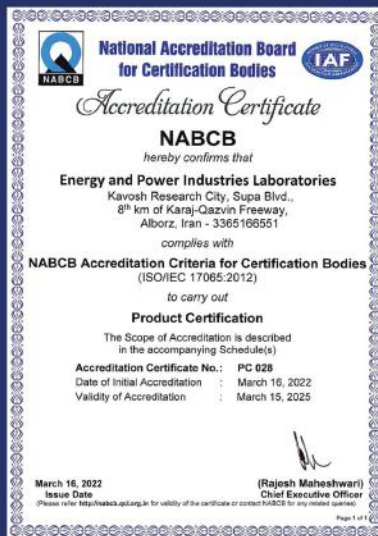 NABCB
National Accreditation Board
for Certification Bodies
IAF
Accreditation Certificate
NABCB
hereby confirms that
Energy and Power Industries Laboratories
Kavosh Research City, Supa Blvd.,
8th km of Karaj-Qazvin Freeway,
Alborz, Iran - 3365166551
complies with
NABCB Accreditation Criteria for Certification Bodies
(ISO/IEC 17065:2012)
to carry out
Product Certification
The Scope of Accreditation is described
in the accompanying Schedule(s)
Accreditation Certificate No.: PC 028
Date of Initial Accreditation : March 16, 2022
Validity of Accreditation : March 15, 2025
March 16, 2022
Issue Date
(Rajesh Maheshwari)
Chief Executive Officer
(Please refer http://nabcb.qci.org.in for validity of the certificate or contact NABCB for any related queries)
Page 1 of 1